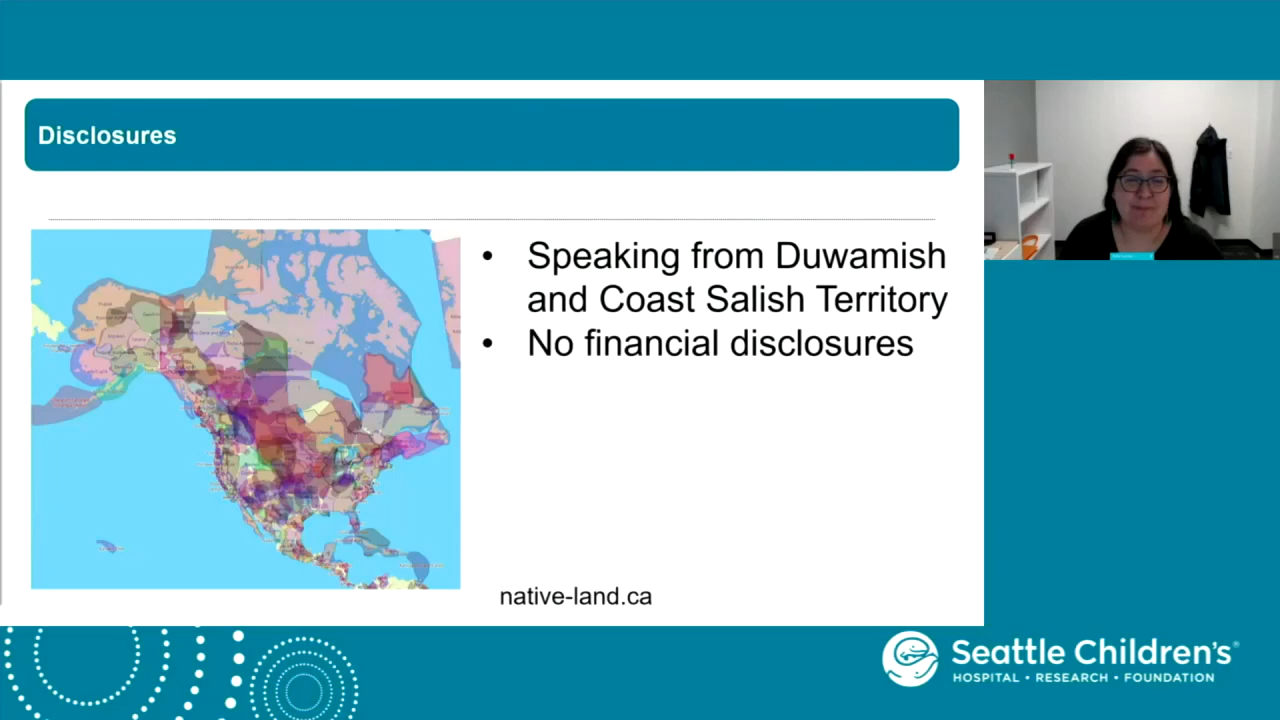 Disclosures
• Speaking from Duwamish
and Coast Salish Territory
• No financial disclosures
native-land.ca
Seattle Children's®
HOSPITAL • RESEARCH • FOUNDATION